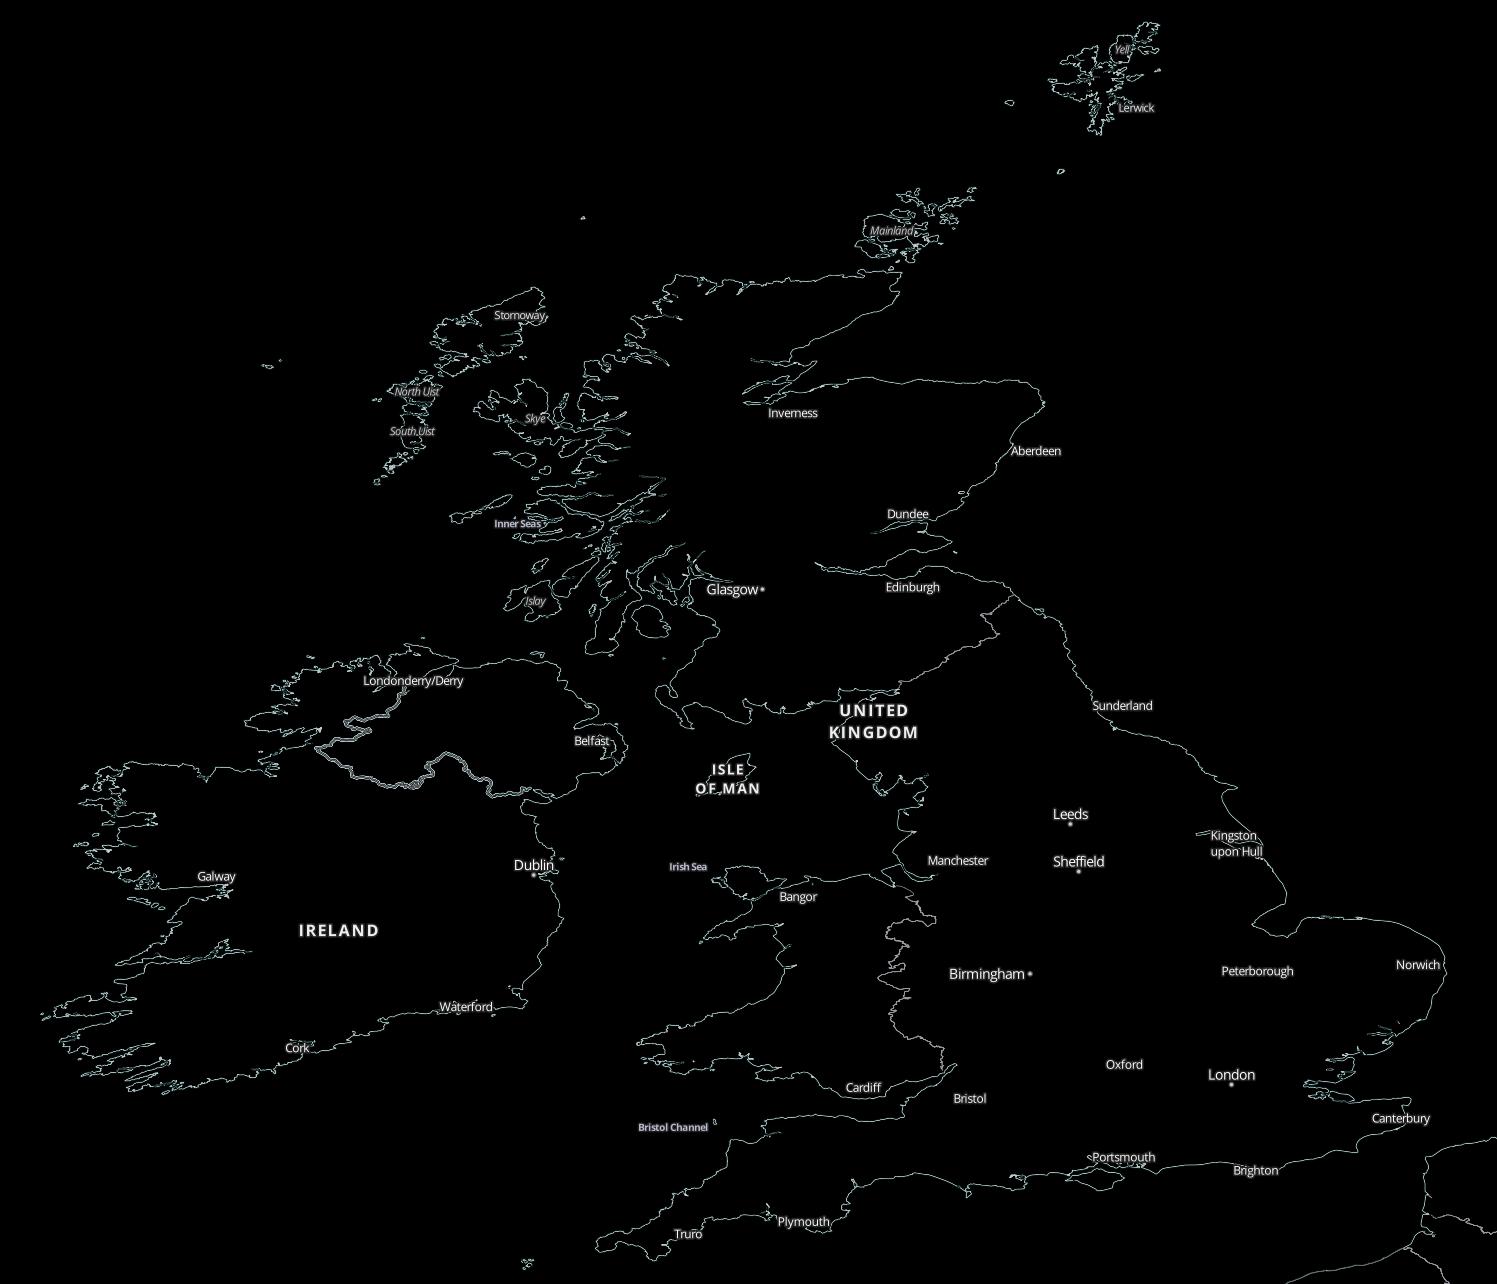 Yell
Lerwick
Mainland
Stornoway
North Uist
Skye
Inverness
South Uist
Aberdeen
Dundee
Inner Seas
Edinburgh
Glasgow
Islay
Londonderry/Derry
Sunderland
UNITED
KINGDOM
Belfast
ISLE
OF MAN
Leeds
Kingston
upon Hull
Manchester
Sheffield
Dublin
Irish Sea
Galway
Bangor
IRELAND
Norwich
Peterborough
Birmingham
Waterford
Cork
Oxford
London
Cardiff
Bristol
Canterbury
Bristol Channel
Portsmouth
Brighton
Plymouth
Truro